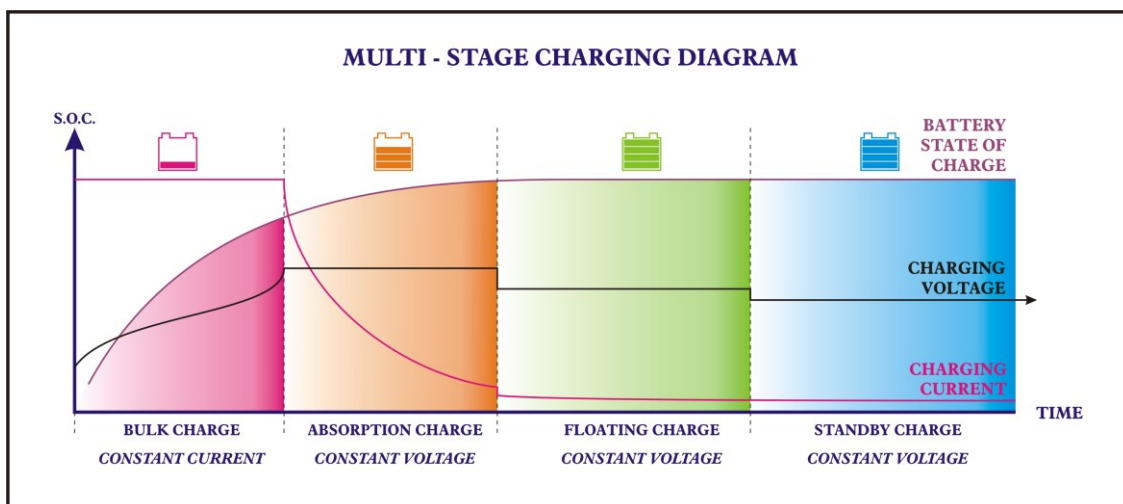 MULTI - STAGE CHARGING DIAGRAM
S.O.C.
BATTERY
STATE OF
CHARGE
CHARGING
VOLTAGE
CHARGING
CURRENT
TIME
BULK CHARGE
CONSTANT CURRENT
ABSORPTION CHARGE
CONSTANT VOLTAGE
FLOATING CHARGE
CONSTANT VOLTAGE
STANDBY CHARGE
CONSTANT VOLTAGE